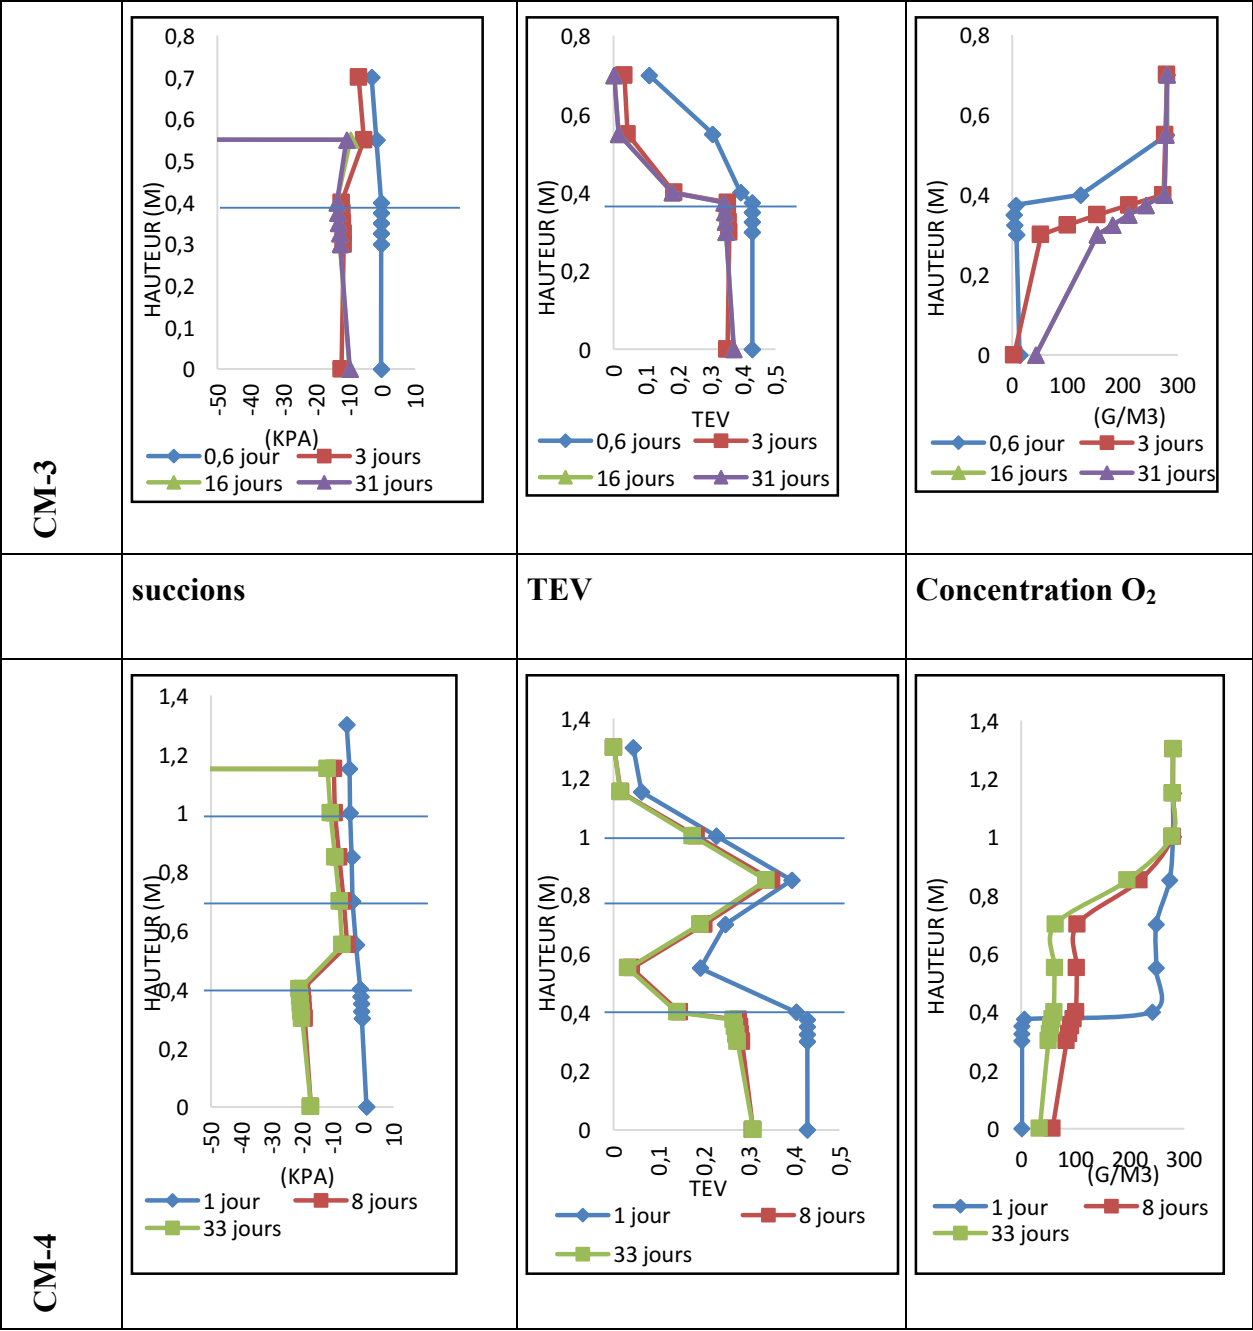 CM-3
0,8
0,7
0,6
0,5
0,4
0,3
0,2
0,1
0
HAUTEUR (M)
-50
-40
-30
-20
-10
0
10
(KPA)
0,6 jour
3 jours
16 jours
31 jours
0,8
0,6
0,4
0,2
0
HAUTEUR (M)
0
0,1
0,2
0,3
0,4
0,5
TEV
0,6 jours
3 jours
16 jours
31 jours
0,8
0,6
0,4
0,2
0
HAUTEUR (M)
0 100 200 300
(G/M3)
0,6 jour
3 jours
16 jours
31 jours
succions
TEV
Concentration O₂
CM-4
1,4
1,2
1
0,8
0,6
0,4
0,2
0
HAUTEUR (M)
-50
-40
-30
-20
-10
0
10
(KPA)
1 jour
8 jours
33 jours
1,4
1,2
1
0,8
0,6
0,4
0,2
0
HAUTEUR (M)
0
0,1
0,2
0,3
0,4
0,5
TEV
1 jour
8 jours
33 jours
1,4
1,2
1
0,8
0,6
0,4
0,2
0
HAUTEUR (M)
0 100 200 300
(G/M3)
1 jour
8 jours
33 jours